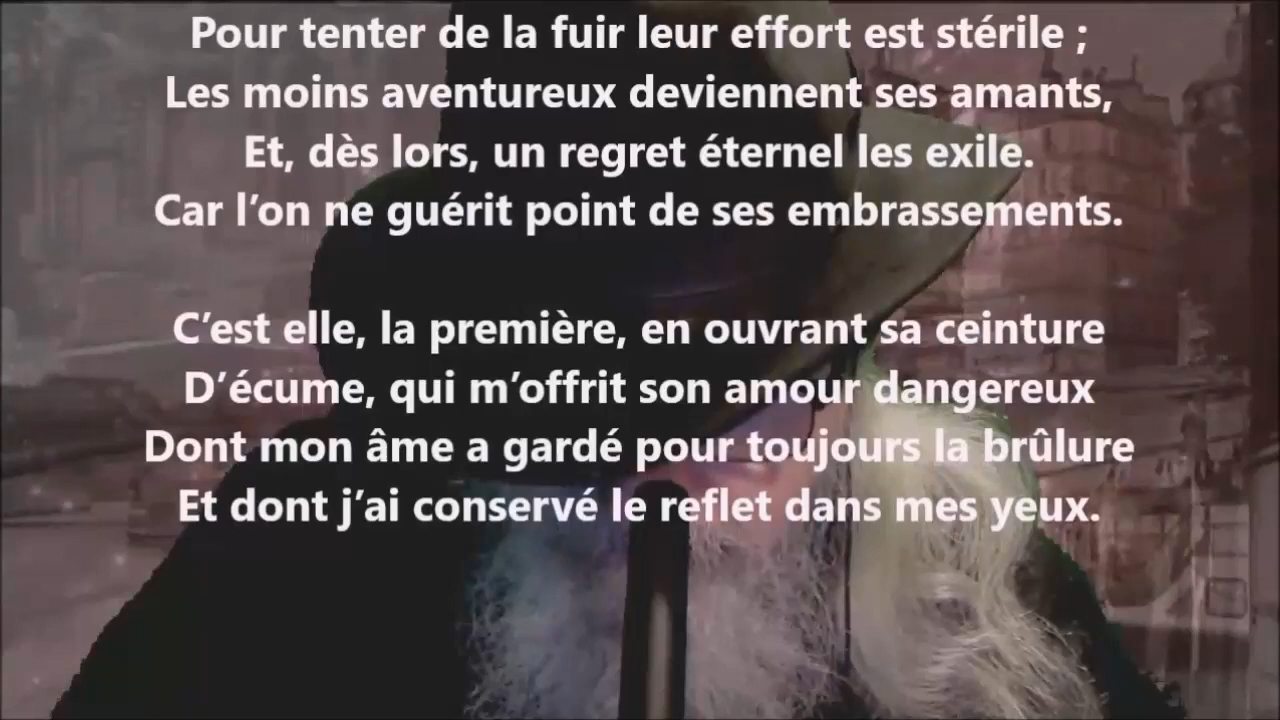 Pour tenter de la fuir leur effort est stérile ;
Les moins aventureux deviennent ses amants,
Et, dès lors, un regret éternel les exile.
Car l’on ne guérit point de ses embrassements.
C’est elle, la première, en ouvrant sa ceinture
D’écume, qui m’offrit son amour dangereux
Dont mon âme a gardé pour toujours la brûlure
Et dont j’ai conservé le reflet dans mes yeux.